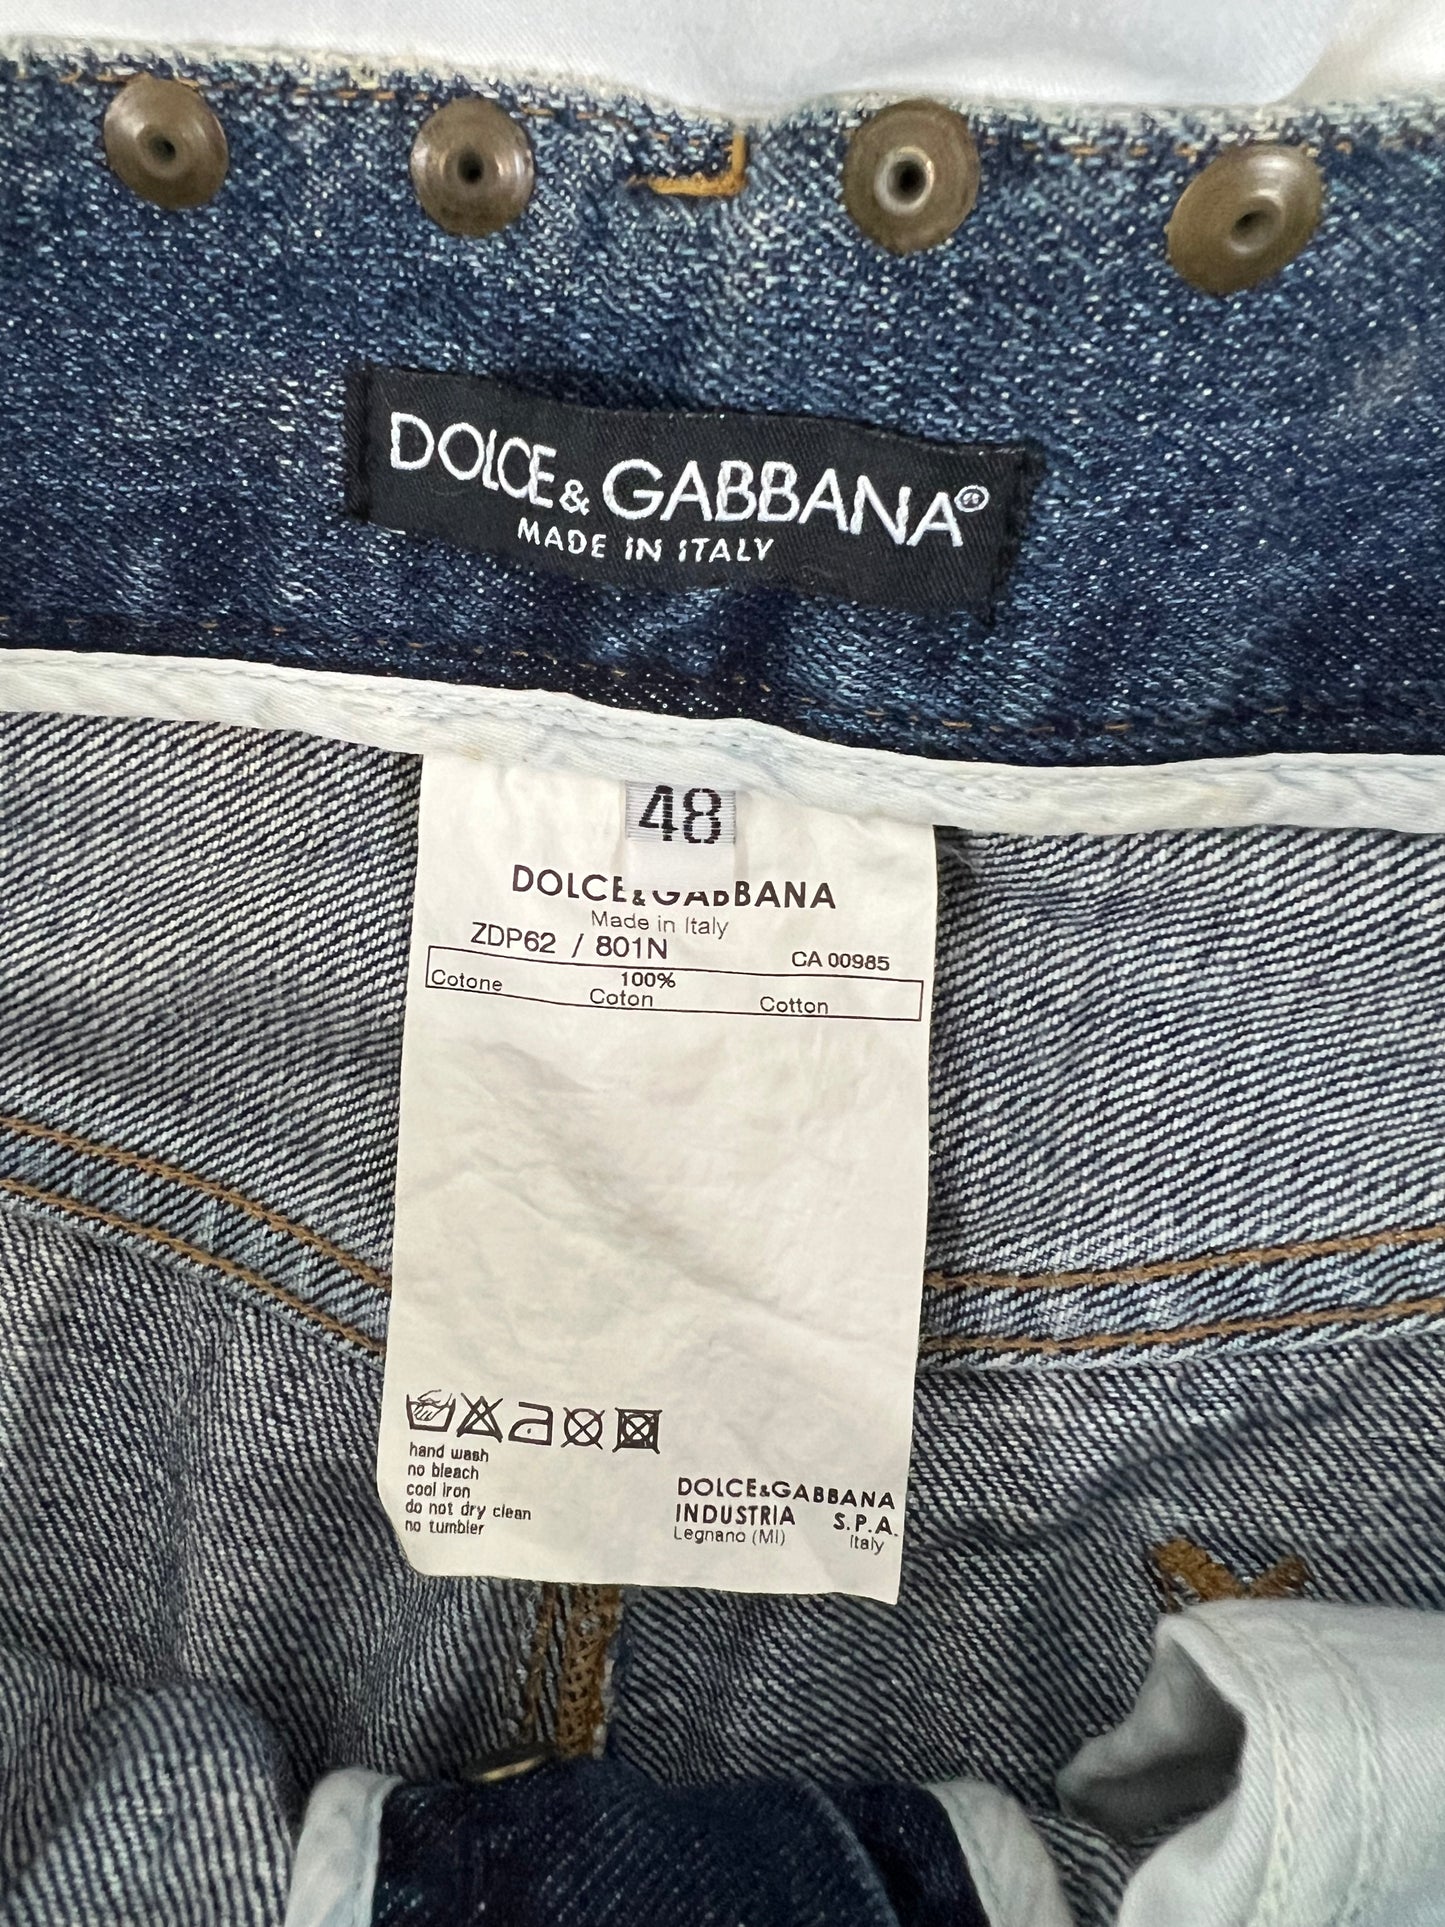 DOLCE&GABBANA®
MADE IN ITALY
48
DOLCE&GABBANA
Made in Italy
ZDP62 / 801N CA 00985
100%
Cotone Coton Cotton
hand wash
no bleach
cool iron
do not dry clean
no tumbler
DOLCE&GABBANA
INDUSTRIA S.P.A.
Legnano (MI) Italy